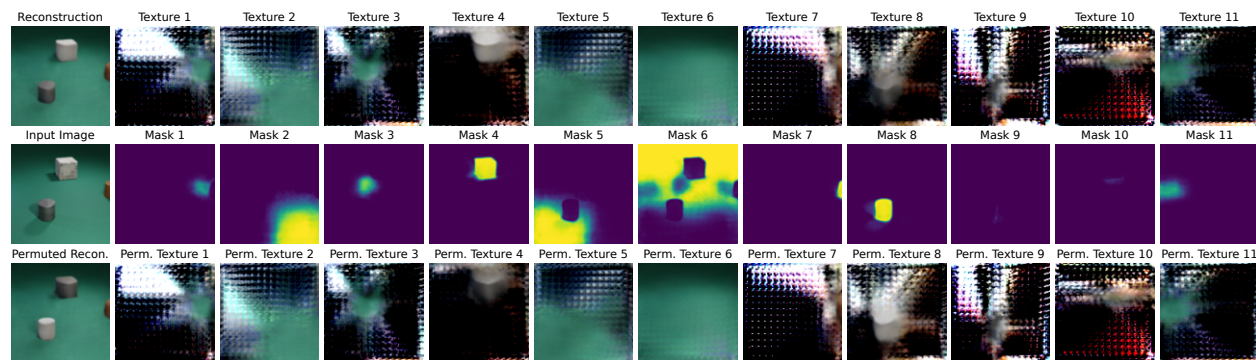 Reconstruction Texture 1 Texture 2 Texture 3 Texture 4 Texture 5 Texture 6 Texture 7 Texture 8 Texture 9 Texture 10 Texture 11
Input Image Mask 1 Mask 2 Mask 3 Mask 4 Mask 5 Mask 6 Mask 7 Mask 8 Mask 9 Mask 10 Mask 11
Permuted Recon. Perm. Texture 1 Perm. Texture 2 Perm. Texture 3 Perm. Texture 4 Perm. Texture 5 Perm. Texture 6 Perm. Texture 7 Perm. Texture 8 Perm. Texture 9 Perm. Texture 10 Perm. Texture 11